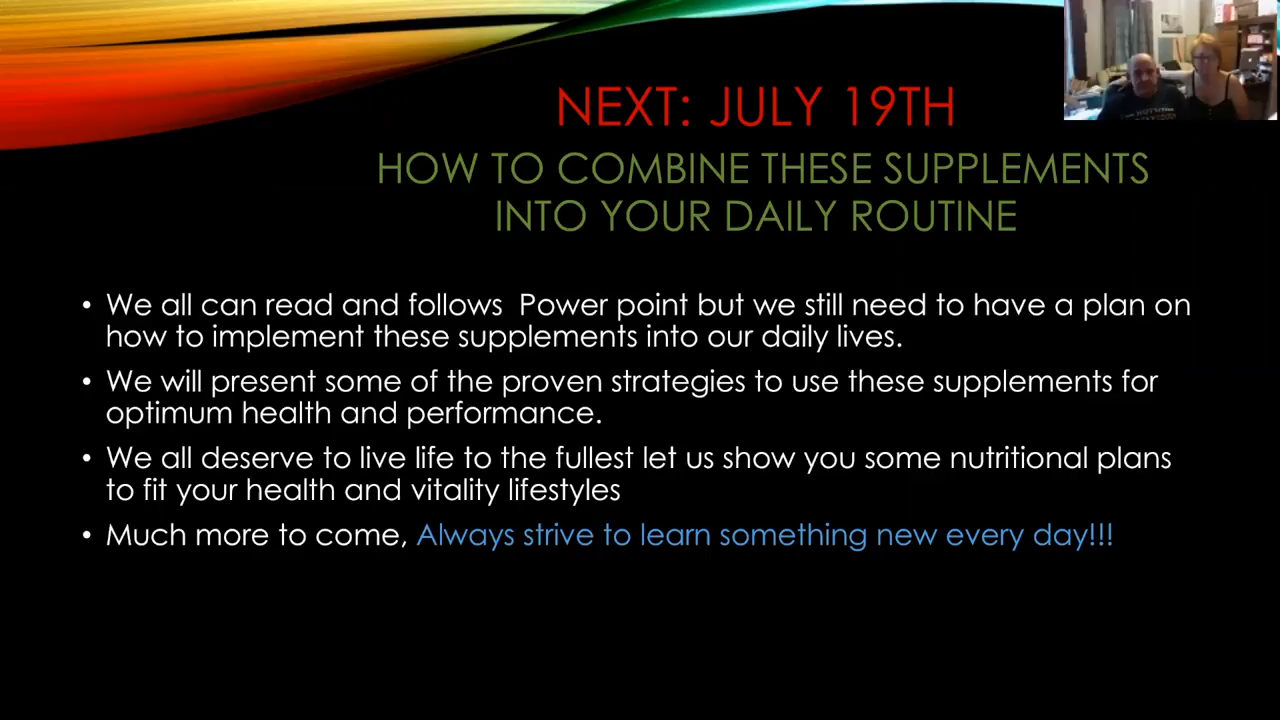 NEXT: JULY 19TH
HOW TO COMBINE THESE SUPPLEMENTS
INTO YOUR DAILY ROUTINE
• We all can read and follows  Power point but we still need to have a plan on
how to implement these supplements into our daily lives.
• We will present some of the proven strategies to use these supplements for
optimum health and performance.
• We all deserve to live life to the fullest let us show you some nutritional plans
to fit your health and vitality lifestyles
• Much more to come, Always strive to learn something new every day!!!